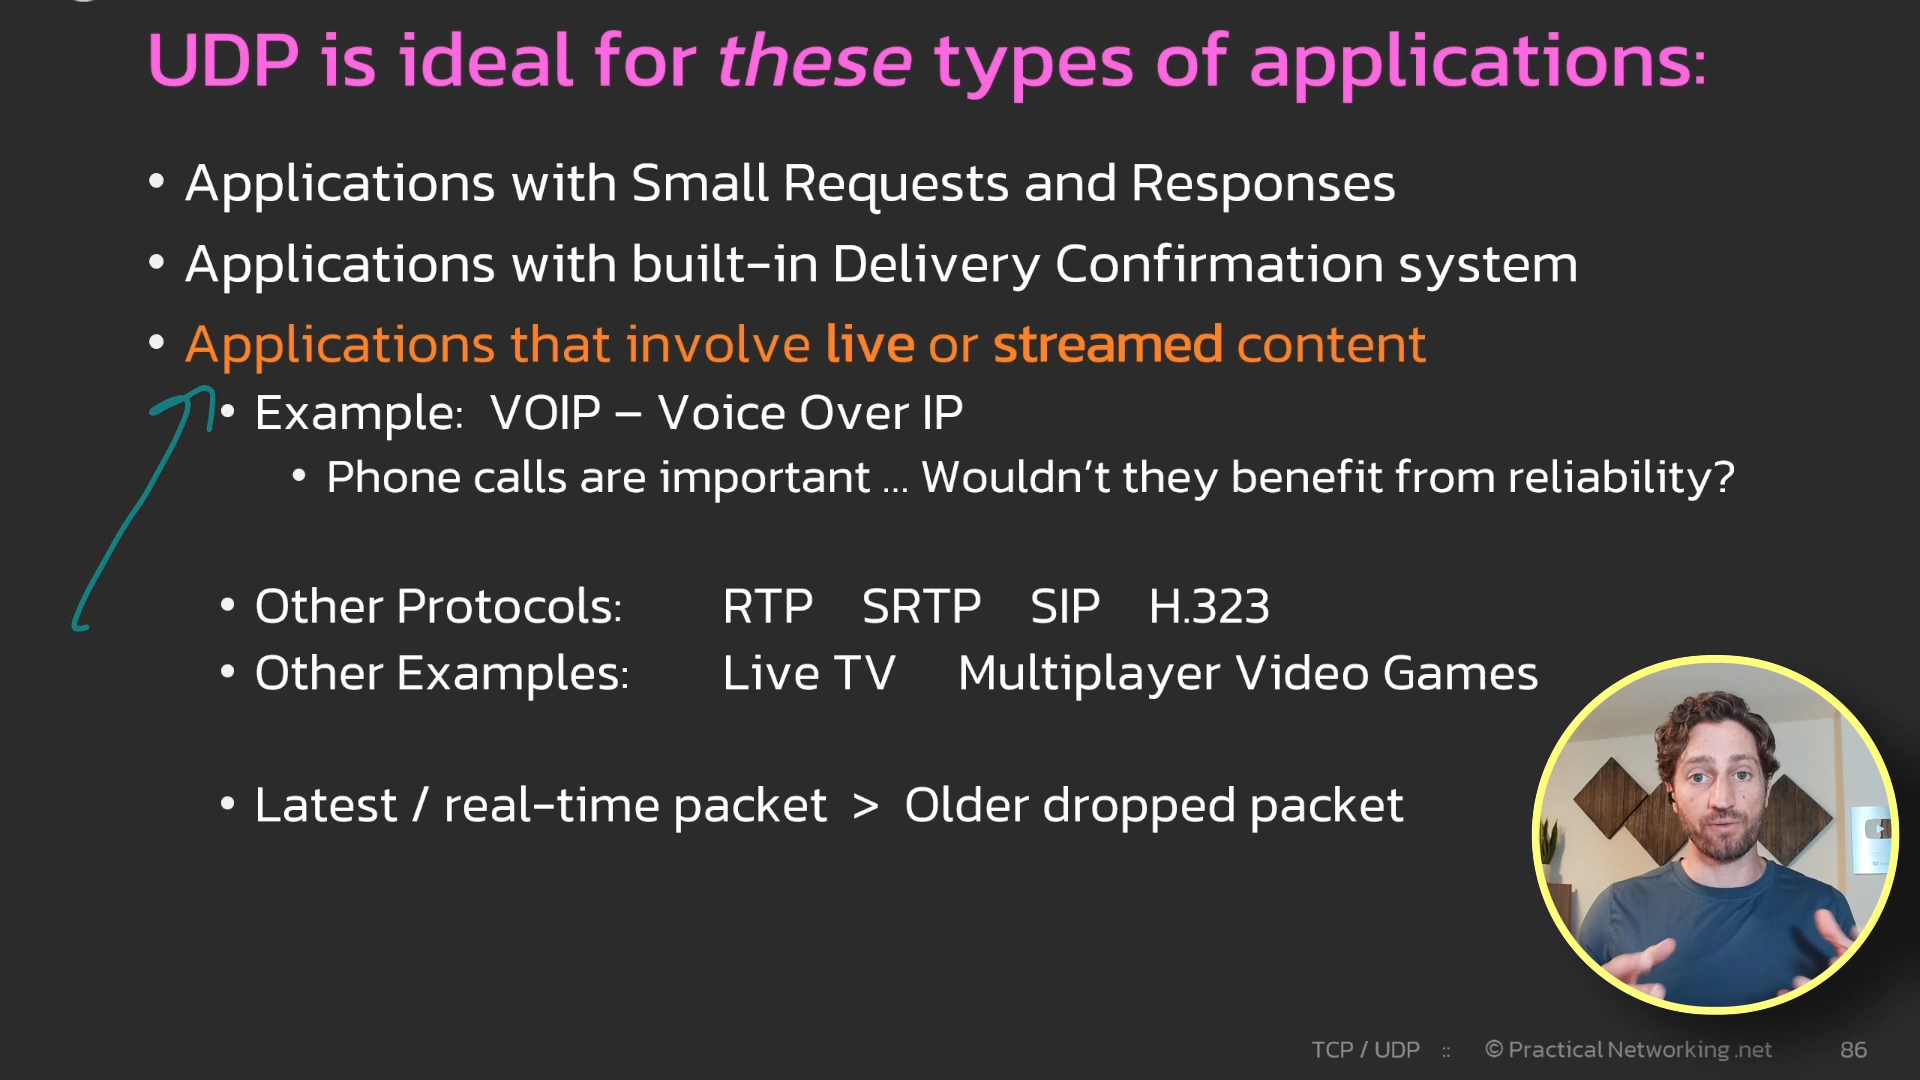 UDP is ideal for these types of applications:
• Applications with Small Requests and Responses
• Applications with built-in Delivery Confirmation system
• Applications that involve live or streamed content
• Example: VOIP – Voice Over IP
• Phone calls are important ... Wouldn't they benefit from reliability?
• Other Protocols: RTP SRTP SIP H.323
• Other Examples: Live TV Multiplayer Video Games
• Latest / real-time packet > Older dropped packet
TCP / UDP :: © Practical Networking .net 86